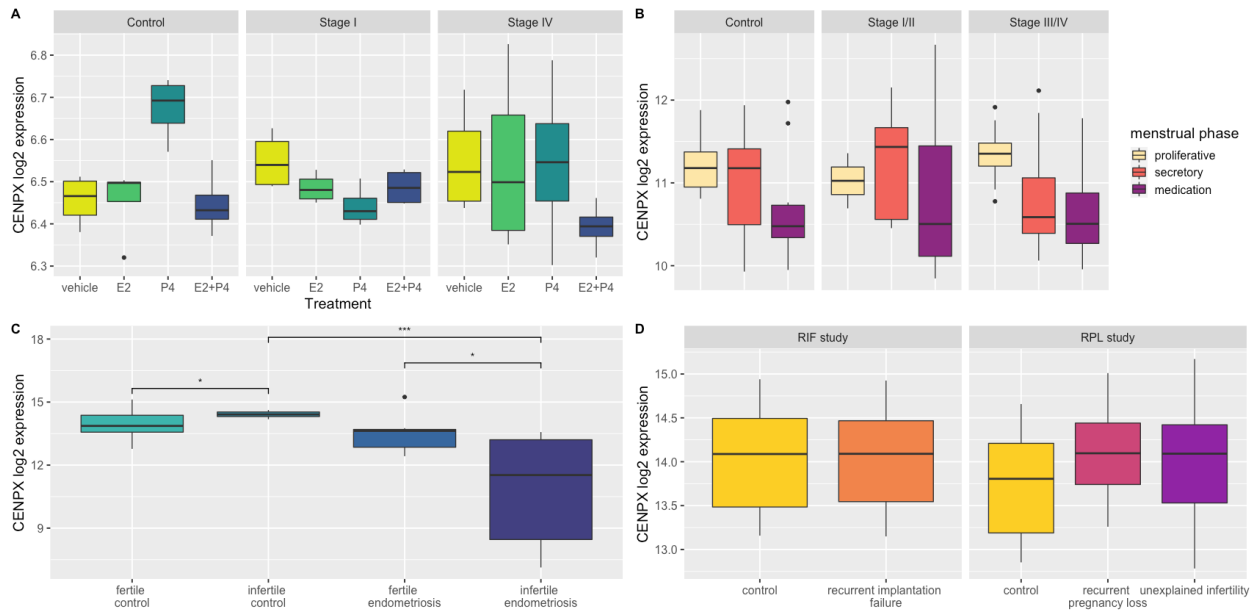 A
Control
Stage I
Stage IV
CENPX log2 expression
6.8
6.7
6.6
6.5
6.4
6.3
vehicle
E2
P4
E2+P4
vehicle
E2
P4
E2+P4
vehicle
E2
P4
E2+P4
Treatment
B
Control
Stage I/II
Stage III/IV
CENPX log2 expression
12
11
10
menstrual phase
proliferative
secretory
medication
C
CENPX log2 expression
18
15
12
9
*
***
*
fertile
control
infertile
control
fertile
endometriosis
infertile
endometriosis
D
RIF study
RPL study
CENPX log2 expression
15.0
14.5
14.0
13.5
13.0
control
recurrent implantation
failure
control
recurrent
pregnancy loss
unexplained infertility